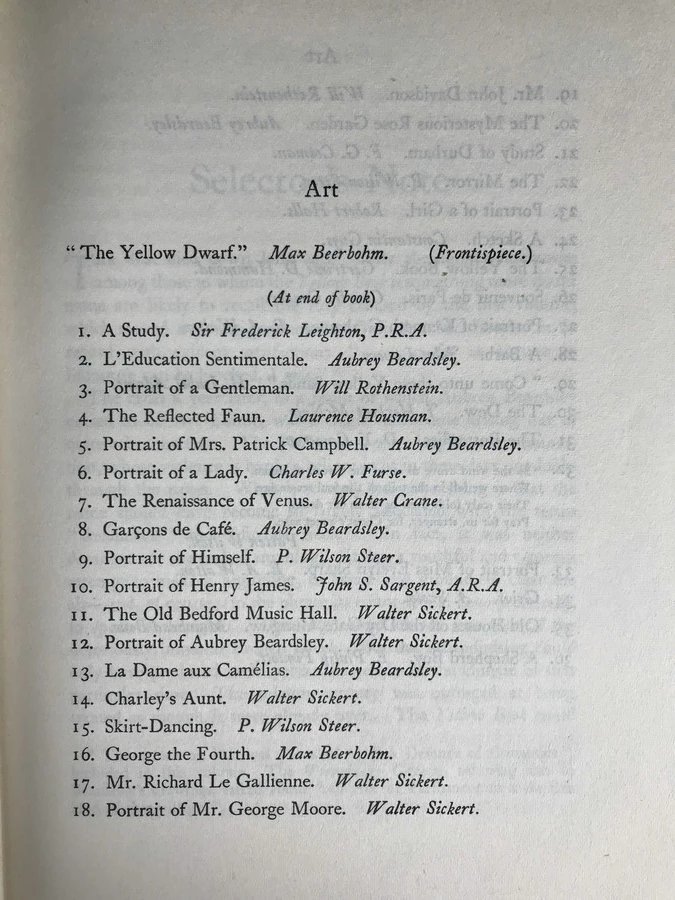 Art
“The Yellow Dwarf.” Max Beerbohm. (Frontispiece.)
(At end of book)
1. A Study. Sir Frederick Leighton, P.R.A.
2. L’Education Sentimentale. Aubrey Beardsley.
3. Portrait of a Gentleman. Will Rothenstein.
4. The Reflected Faun. Laurence Housman.
5. Portrait of Mrs. Patrick Campbell. Aubrey Beardsley.
6. Portrait of a Lady. Charles W. Furse.
7. The Renaissance of Venus. Walter Crane.
8. Garçons de Café. Aubrey Beardsley.
9. Portrait of Himself. P. Wilson Steer.
10. Portrait of Henry James. John S. Sargent, A.R.A.
11. The Old Bedford Music Hall. Walter Sickert.
12. Portrait of Aubrey Beardsley. Walter Sickert.
13. La Dame aux Camélias. Aubrey Beardsley.
14. Charley’s Aunt. Walter Sickert.
15. Skirt-Dancing. P. Wilson Steer.
16. George the Fourth. Max Beerbohm.
17. Mr. Richard Le Gallienne. Walter Sickert.
18. Portrait of Mr. George Moore. Walter Sickert.